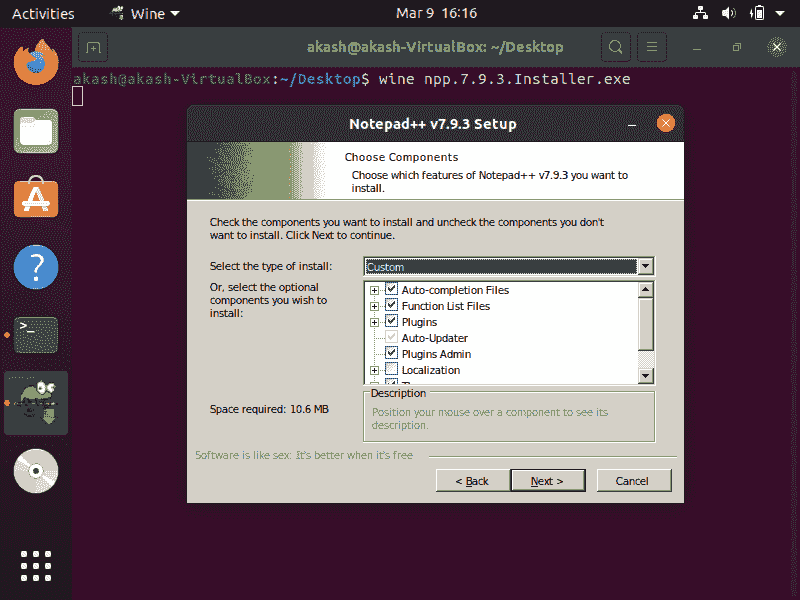 Activities
Wine
Mar 9 16:16
akash@akash-VirtualBox: ~/Desktop
akash@akash-VirtualBox:~/Desktop$ wine npp.7.9.3.Installer.exe
Notepad++ v7.9.3 Setup
Choose Components
Choose which features of Notepad++ v7.9.3 you want to
install.
Check the components you want to install and uncheck the components you don't
want to install. Click Next to continue.
Select the type of install:
Custom
Or, select the optional
components you wish to
install:
Auto-completion Files
Function List Files
Plugins
Auto-Updater
Plugins Admin
Localization
Space required: 10.6 MB
Description
Position your mouse over a component to see its
description.
Software is like sex: It's better when it's free
< Back
Next >
Cancel